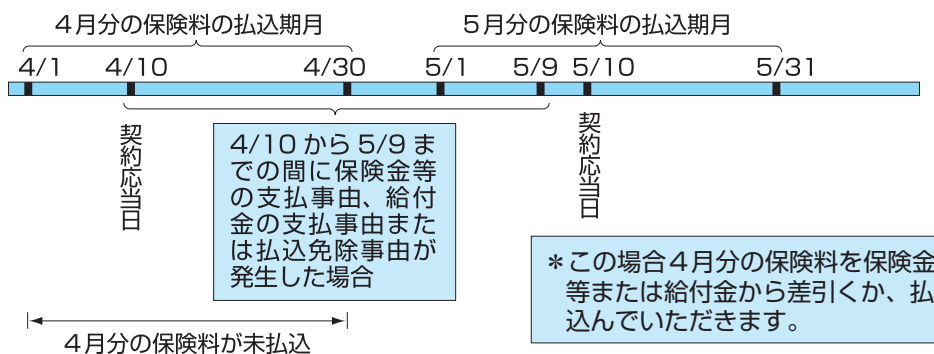 4月分の保険料の払込期月 5月分の保険料の払込期月
4/1 4/10 4/30 5/1 5/9 5/10 5/31
契約応当日
4/10から5/9ま
での間に保険金等
の支払事由、給付
金の支払事由また
は払込免除事由が
発生した場合
契約応当日
＊この場合4月分の保険料を保険金
等または給付金から差引くか、払
込んでいただきます。
4月分の保険料が未払込